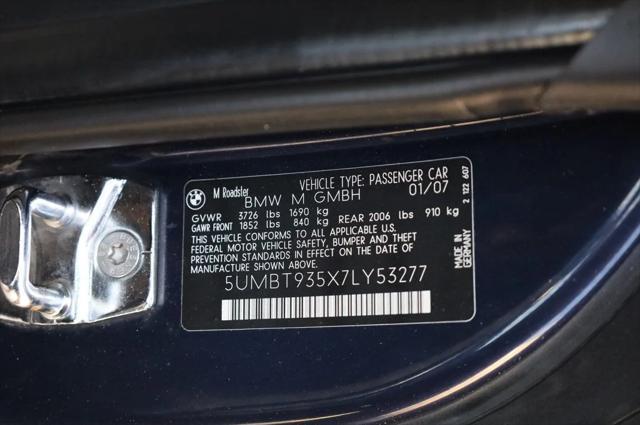 M Roadster VEHICLE TYPE: PASSENGER CAR
BMW M GMBH 01/07
GVWR 3726 lbs 1690 kg
GAWR FRONT 1852 lbs 840 kg REAR 2006 lbs 910 kg
THIS VEHICLE CONFORMS TO ALL APPLICABLE U.S.
FEDERAL MOTOR VEHICLE SAFETY, BUMPER AND THEFT
PREVENTION STANDARDS IN EFFECT ON THE DATE OF
MANUFACTURE SHOWN ABOVE.
5UMBT935X7LY53277
2 122 607
MADE IN
GERMANY